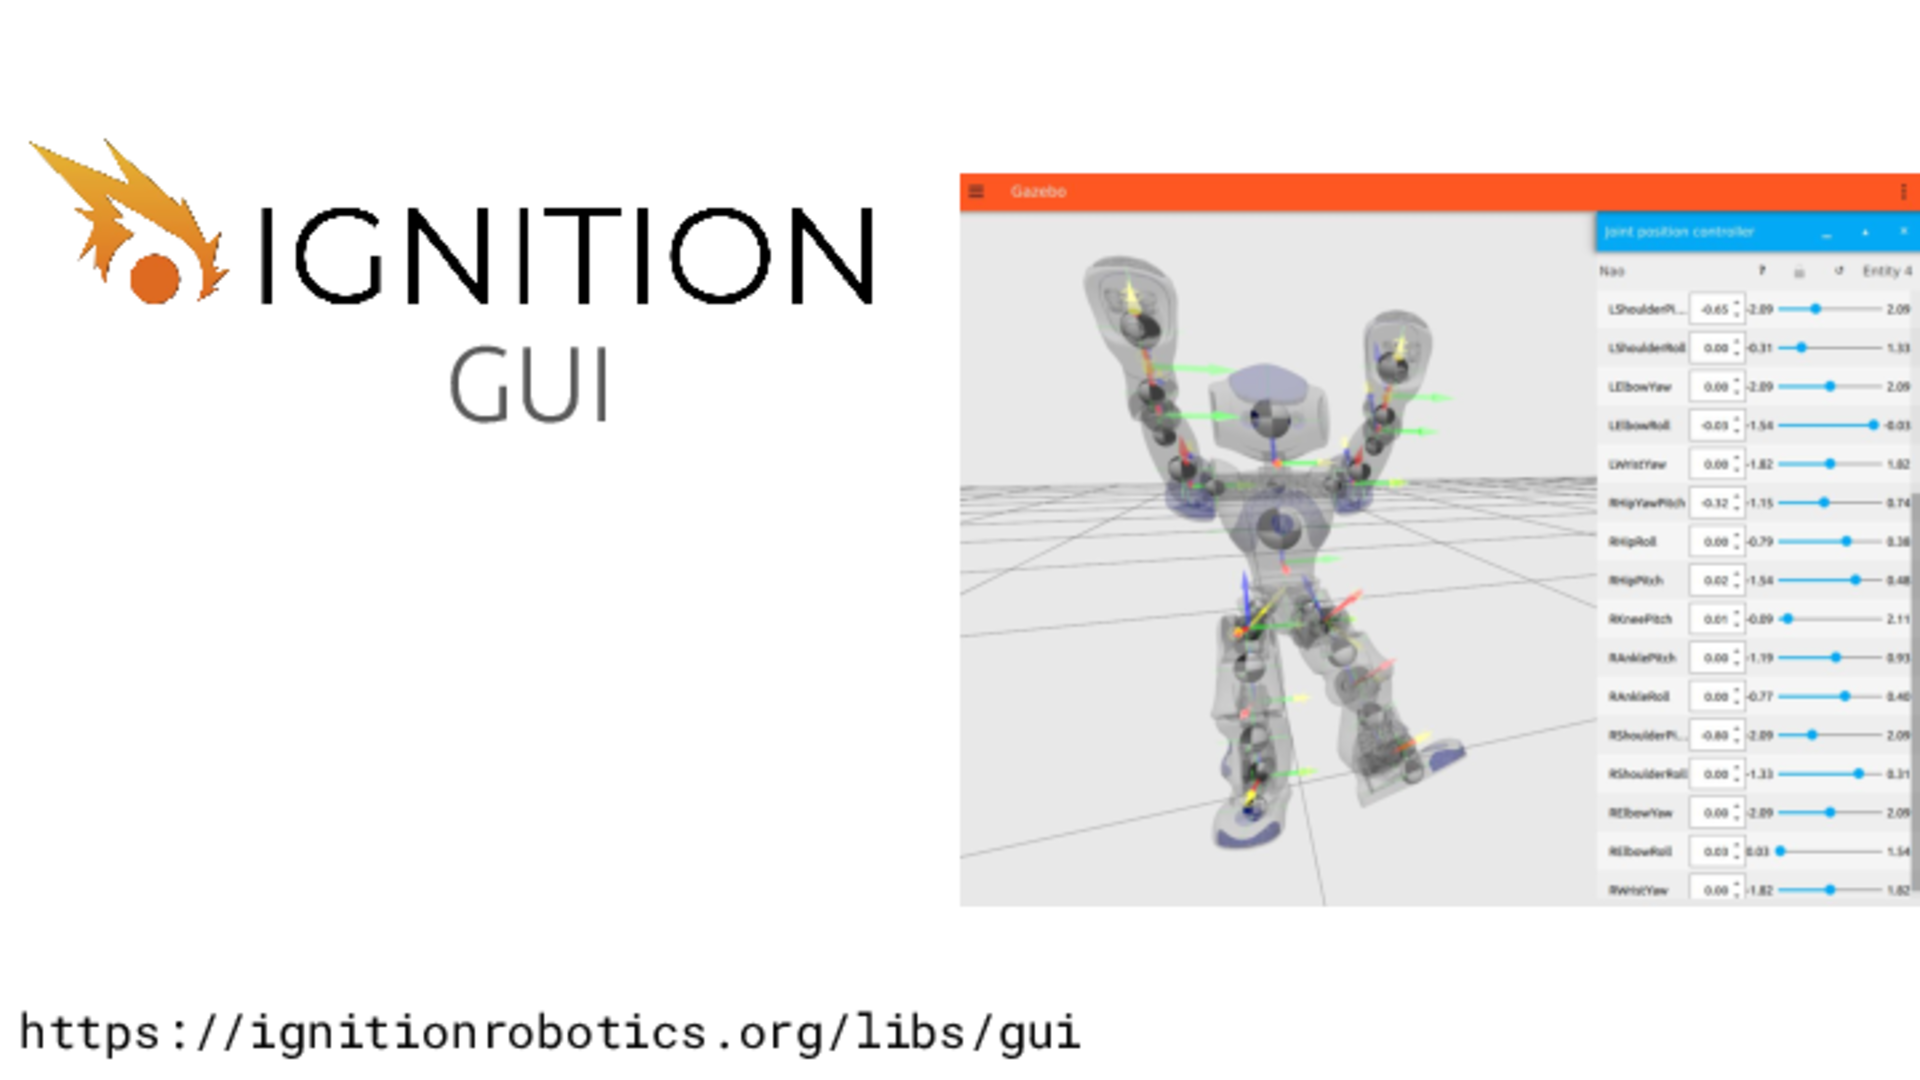 IGNITION
GUI
Gazebo
Joint position controller
Nao ? Entity 4
LShoulderPi... -0.65 -2.09 2.09
LShoulderRoll 0.00 -0.31 1.33
LElbowYaw 0.00 -2.09 2.09
LElbowRoll -0.03 -1.54 -0.03
LWristYaw 0.00 -1.82 1.82
RHipYawPitch -0.32 -1.15 0.74
RHipRoll 0.00 -0.79 0.38
RHipPitch 0.02 -1.54 0.48
RKneePitch 0.01 -0.09 2.11
RAnklePitch 0.00 -1.19 0.93
RAnkleRoll 0.00 -0.77 0.40
RShoulderPi... -0.80 -2.09 2.09
RShoulderRoll 0.00 -1.33 0.31
RElbowYaw 0.00 -2.09 2.09
RElbowRoll 0.03 0.03 1.54
RWristYaw 0.00 -1.82 1.82
https://ignitionrobotics.org/libs/gui